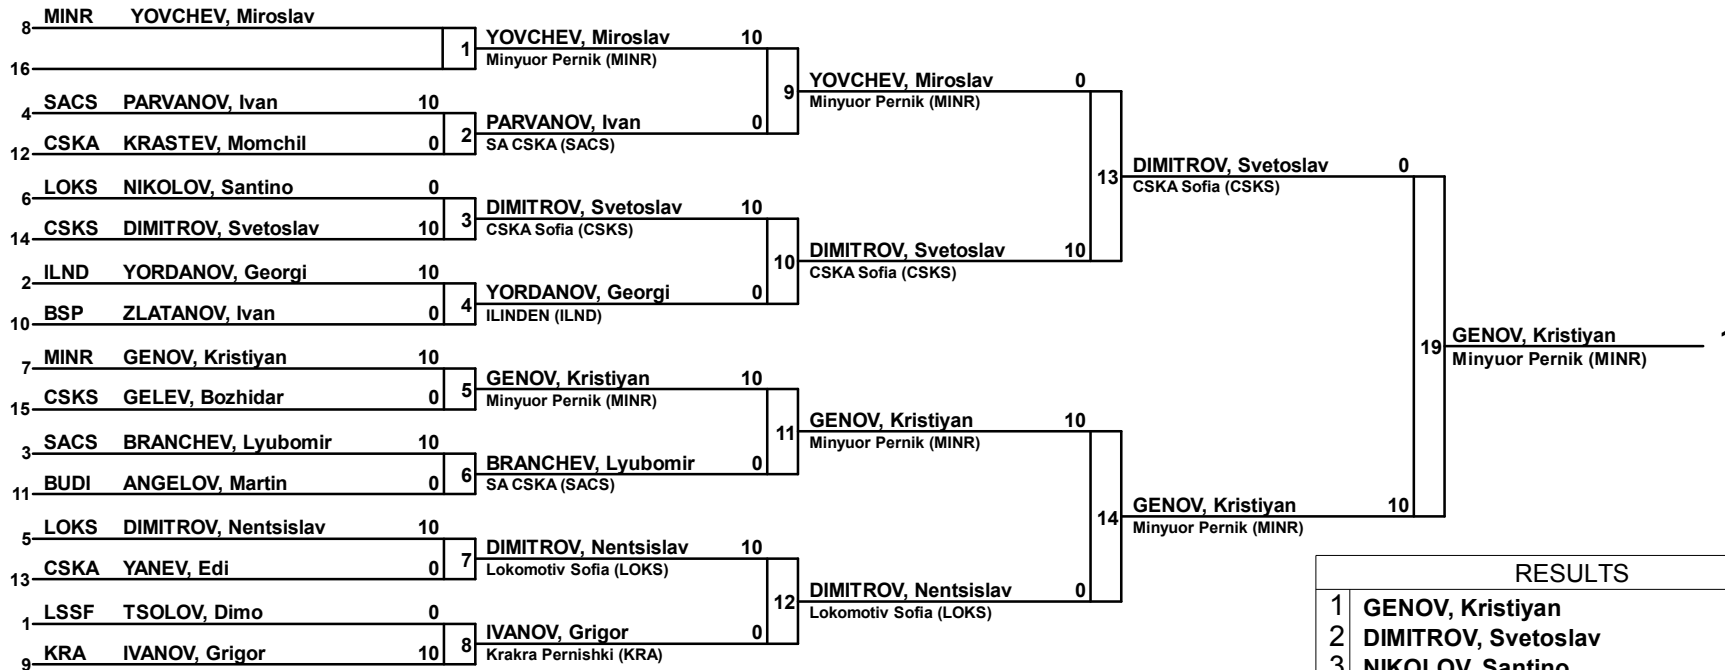 8 MINR YOVCHEV, Miroslav
16
1 YOVCHEV, Miroslav 10
Minyuor Pernik (MINR)
4 SACS PARVANOV, Ivan 10
12 CSKA KRASTEV, Momchil 0
2 PARVANOV, Ivan 0
SA CSKA (SACS)
9 YOVCHEV, Miroslav 0
Minyuor Pernik (MINR)
6 LOKS NIKOLOV, Santino 0
14 CSKS DIMITROV, Svetoslav 10
3 DIMITROV, Svetoslav 10
CSKA Sofia (CSKS)
2 ILND YORDANOV, Georgi 10
10 BSP ZLATANOV, Ivan 0
4 YORDANOV, Georgi 0
ILINDEN (ILND)
10 DIMITROV, Svetoslav 10
CSKA Sofia (CSKS)
13 DIMITROV, Svetoslav 0
CSKA Sofia (CSKS)
7 MINR GENOV, Kristiyan 10
15 CSKS GELEV, Bozhidar 0
5 GENOV, Kristiyan 10
Minyuor Pernik (MINR)
3 SACS BRANCHEV, Lyubomir 10
11 BUDI ANGELOV, Martin 0
6 BRANCHEV, Lyubomir 0
SA CSKA (SACS)
11 GENOV, Kristiyan 10
Minyuor Pernik (MINR)
5 LOKS DIMITROV, Nentsislav 10
13 CSKA YANEV, Edi 0
7 DIMITROV, Nentsislav 10
Lokomotiv Sofia (LOKS)
1 LSSF TSOLOV, Dimo 0
9 KRA IVANOV, Grigor 10
8 IVANOV, Grigor 0
Krakra Pernishki (KRA)
12 DIMITROV, Nentsislav 0
Lokomotiv Sofia (LOKS)
14 GENOV, Kristiyan 10
Minyuor Pernik (MINR)
19 GENOV, Kristiyan
Minyuor Pernik (MINR)
RESULTS
1 GENOV, Kristiyan
2 DIMITROV, Svetoslav
3 NIKOLOV, Santino